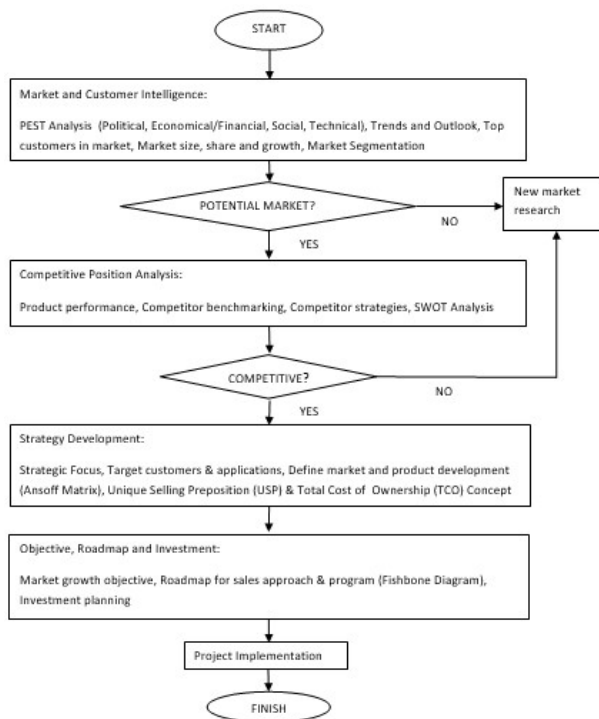 START
Market and Customer Intelligence:
PEST Analysis (Political, Economical/Financial, Social, Technical), Trends and Outlook, Top
customers in market, Market size, share and growth, Market Segmentation
POTENTIAL MARKET?
NO
New market
research
YES
Competitive Position Analysis:
Product performance, Competitor benchmarking, Competitor strategies, SWOT Analysis
COMPETITIVE?
NO
YES
Strategy Development:
Strategic Focus, Target customers & applications, Define market and product development
(Ansoff Matrix), Unique Selling Preposition (USP) & Total Cost of Ownership (TCO) Concept
Objective, Roadmap and Investment:
Market growth objective, Roadmap for sales approach & program (Fishbone Diagram),
Investment planning
Project Implementation
FINISH